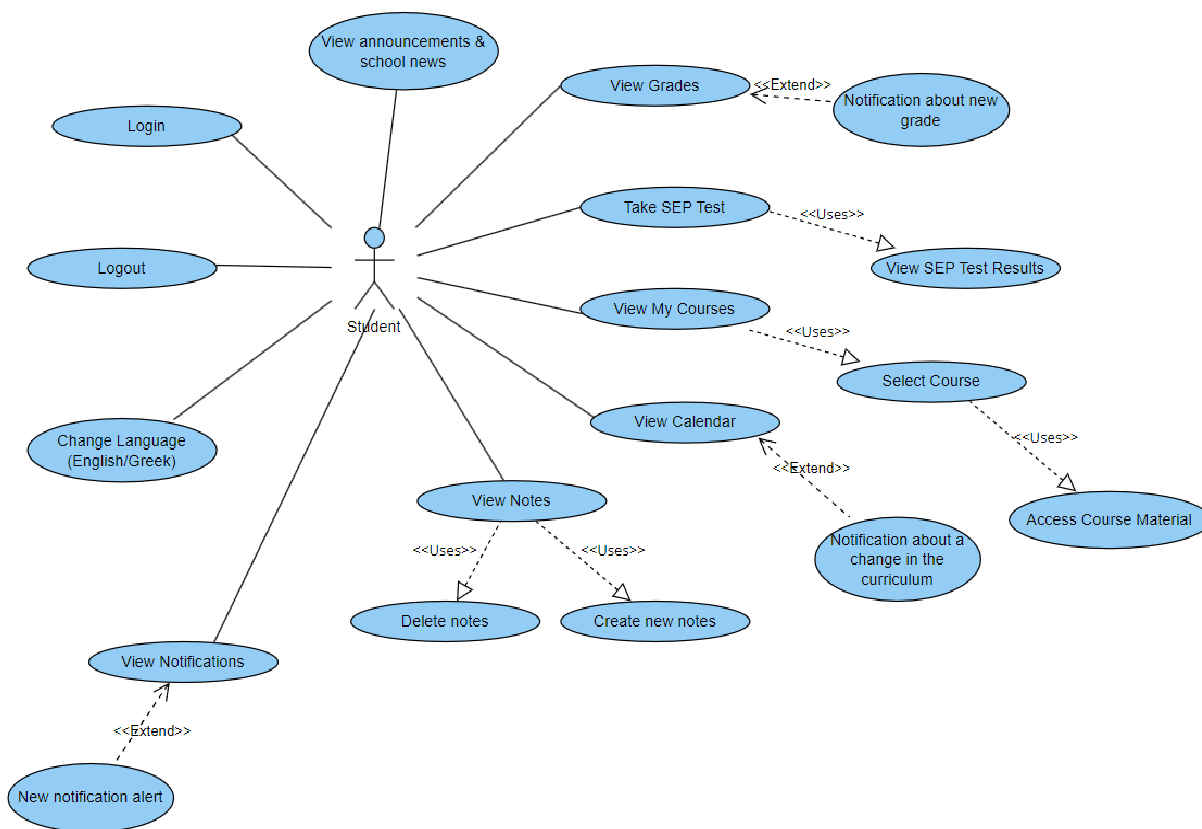 View announcements &
school news
View Grades
<<Extend>>
Notification about new
grade
Login
Take SEP Test
<<Uses>>
View SEP Test Results
Logout
View My Courses
Student
<<Uses>>
Select Course
View Calendar
<<Uses>>
Change Language
(English/Greek)
<<Extend>>
View Notes
Access Course Material
Notification about a
change in the
curriculum
<<Uses>>
<<Uses>>
Delete notes
Create new notes
View Notifications
<<Extend>>
New notification alert